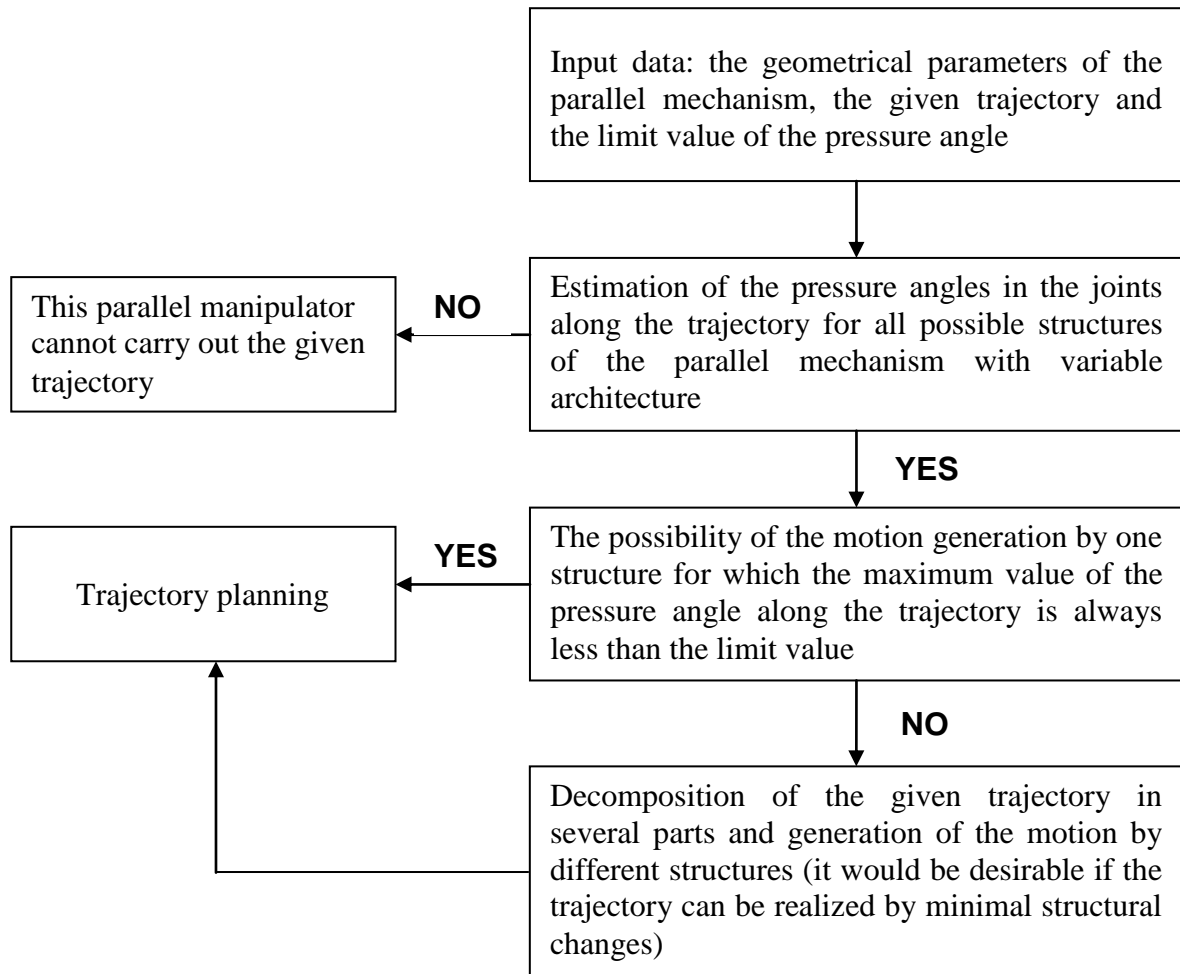 Input data: the geometrical parameters of the
parallel mechanism, the given trajectory and
the limit value of the pressure angle
This parallel manipulator
cannot carry out the given
trajectory
NO
Estimation of the pressure angles in the joints
along the trajectory for all possible structures
of the parallel mechanism with variable
architecture
YES
Trajectory planning
YES
The possibility of the motion generation by one
structure for which the maximum value of the
pressure angle along the trajectory is always
less than the limit value
NO
Decomposition of the given trajectory in
several parts and generation of the motion by
different structures (it would be desirable if the
trajectory can be realized by minimal structural
changes)